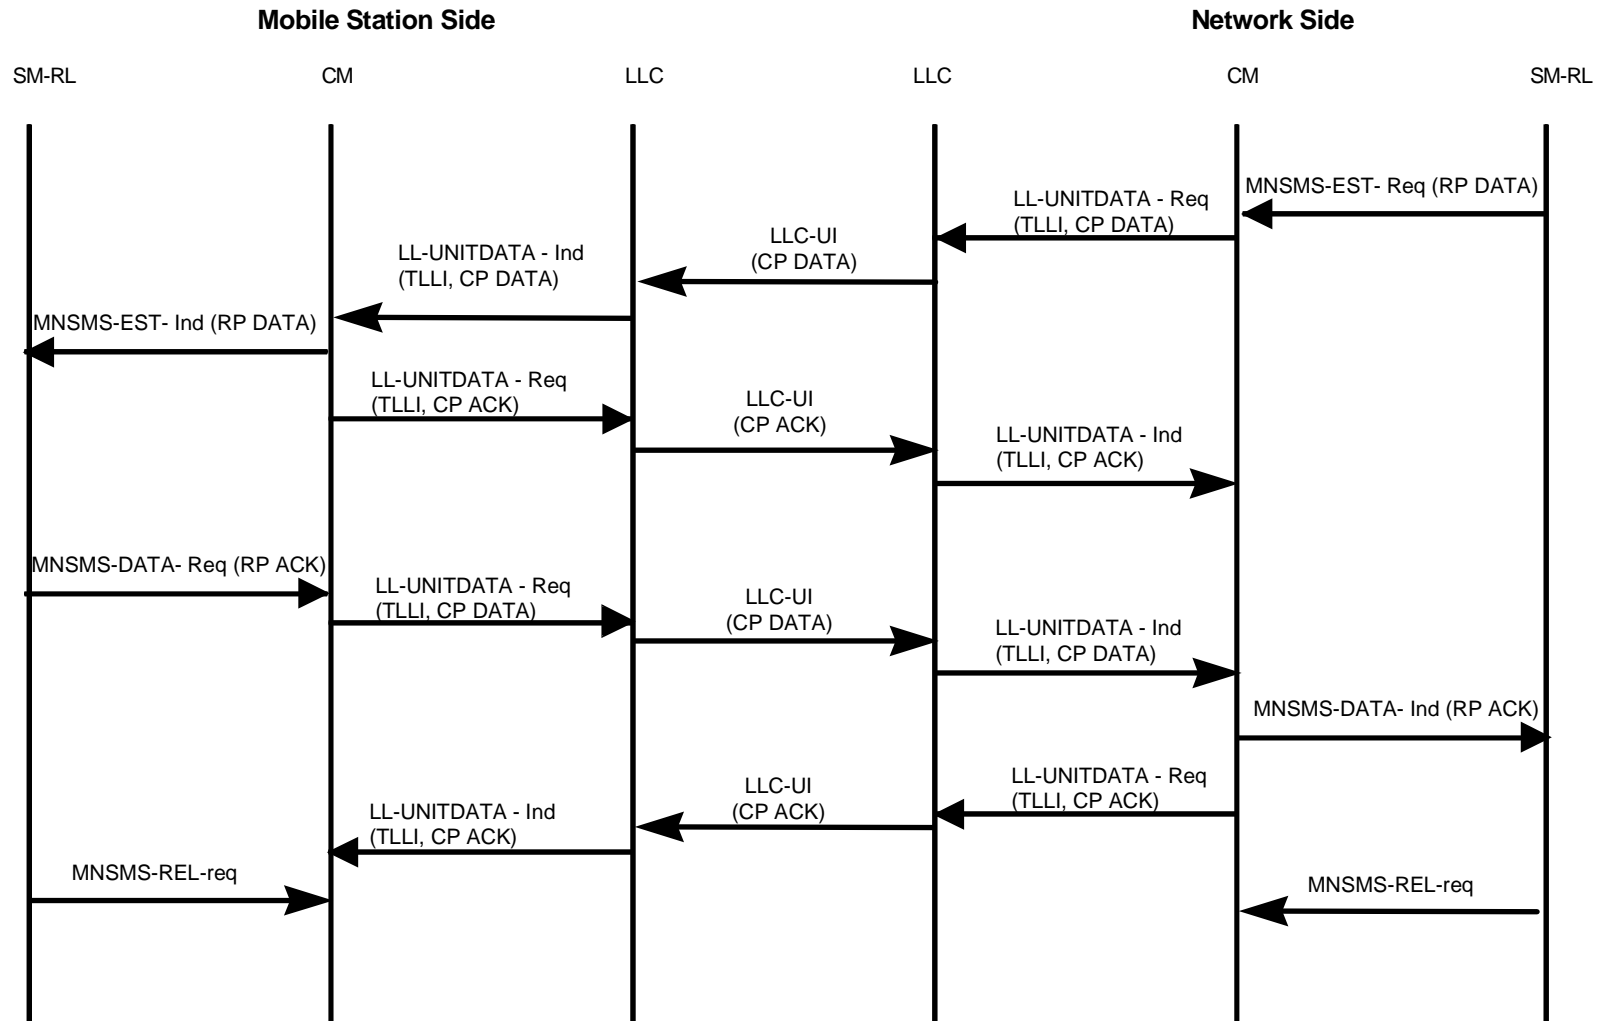 Mobile Station Side
Network Side
SM-RL
CM
LLC
LLC
CM
SM-RL
MNSMS-EST- Req (RP DATA)
LL-UNITDATA - Req
(TLLI, CP DATA)
LLC-UI
(CP DATA)
LL-UNITDATA - Ind
(TLLI, CP DATA)
MNSMS-EST- Ind (RP DATA)
LL-UNITDATA - Req
(TLLI, CP ACK)
LLC-UI
(CP ACK)
LL-UNITDATA - Ind
(TLLI, CP ACK)
MNSMS-DATA- Req (RP ACK)
LL-UNITDATA - Req
(TLLI, CP DATA)
LLC-UI
(CP DATA)
LL-UNITDATA - Ind
(TLLI, CP DATA)
MNSMS-DATA- Ind (RP ACK)
LL-UNITDATA - Req
(TLLI, CP ACK)
LLC-UI
(CP ACK)
LL-UNITDATA - Ind
(TLLI, CP ACK)
MNSMS-REL-req
MNSMS-REL-req